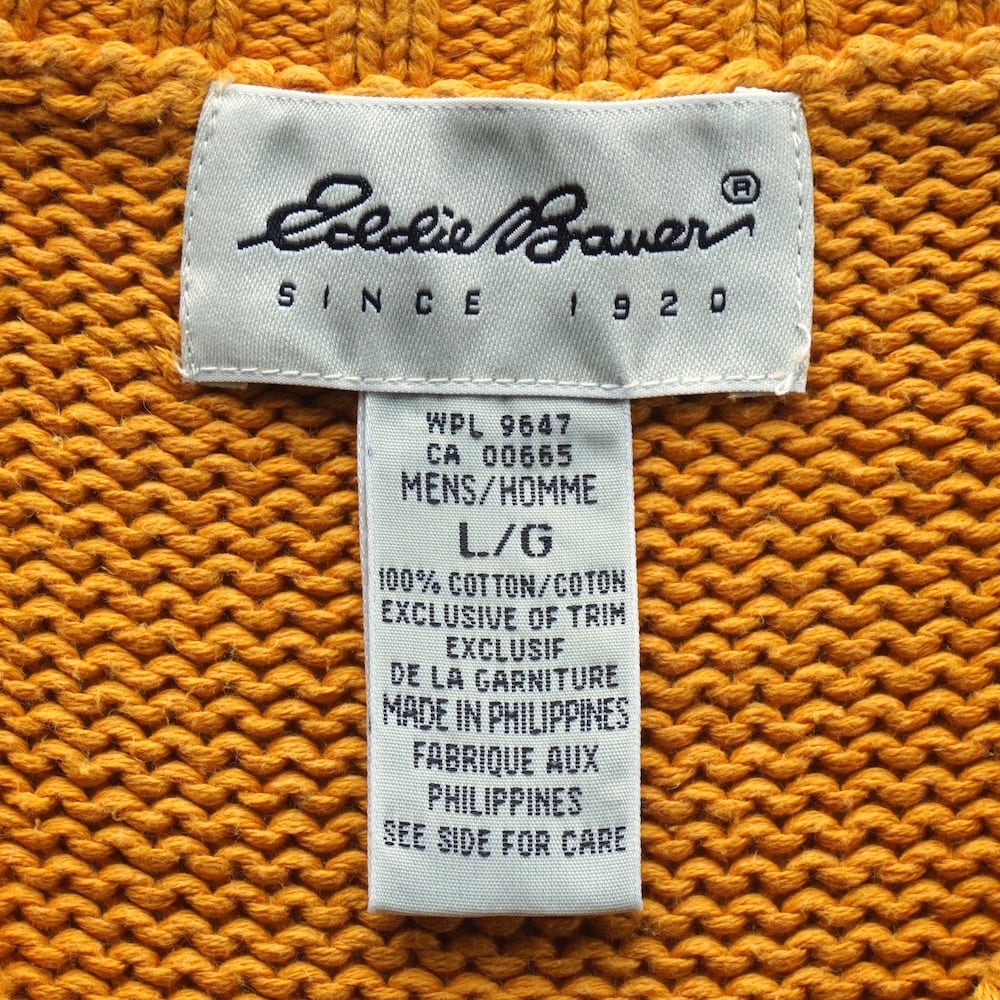 Eddie Bauer®
SINCE 1920
WPL 9647
CA 00665
MENS/HOMME
L/G
100% COTTON/COTON
EXCLUSIVE OF TRIM
EXCLUSIF
DE LA GARNITURE
MADE IN PHILIPPINES
FABRIQUE AUX
PHILIPPINES
SEE SIDE FOR CARE